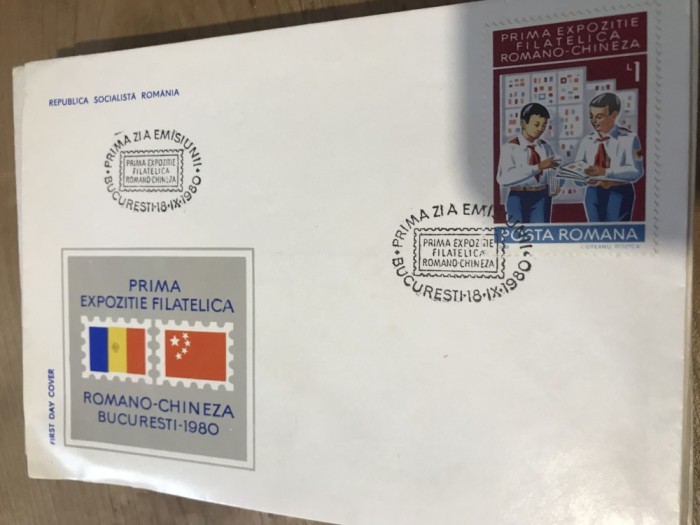 REPUBLICA SOCIALISTĂ ROMÂNIA
PRIMA EXPOZIȚIE
FILATELICĂ
ROMANO-CHINEZA
L1
POSTA ROMANA
PRIMA ZI A EMISIUNII
PRIMA EXPOZITIE
FILATELICA
ROMANO-CHINEZA
BUCURESTI·18·IX·1980
PRIMA ZI A EMISIUNII
PRIMA EXPOZITIE
FILATELICA
ROMANO-CHINEZA
BUCURESTI·18·IX·1980
PRIMA
EXPOZITIE FILATELICA
ROMANO-CHINEZA
BUCURESTI-1980
FIRST DAY COVER